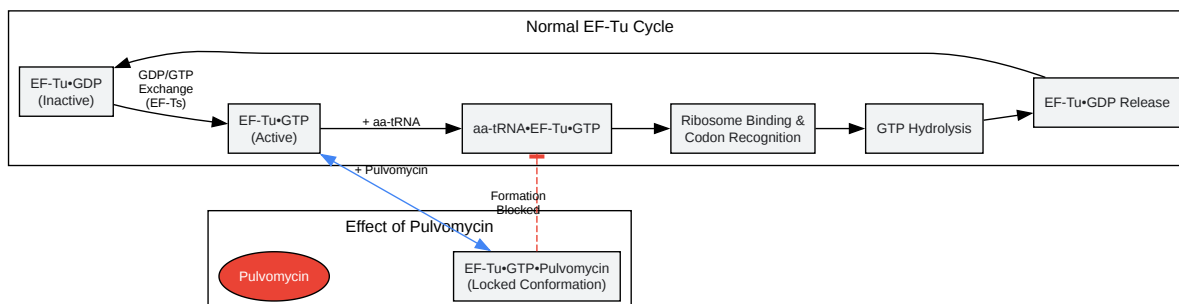 Normal EF-Tu Cycle
EF-Tu•GDP
(Inactive)
GDP/GTP
Exchange
(EF-Ts)
EF-Tu•GTP
(Active)
+ aa-tRNA
aa-tRNA•EF-Tu•GTP
Ribosome Binding &
Codon Recognition
GTP Hydrolysis
EF-Tu•GDP Release
+ Pulvomycin
Formation
Blocked
Effect of Pulvomycin
Pulvomycin
EF-Tu•GTP•Pulvomycin
(Locked Conformation)